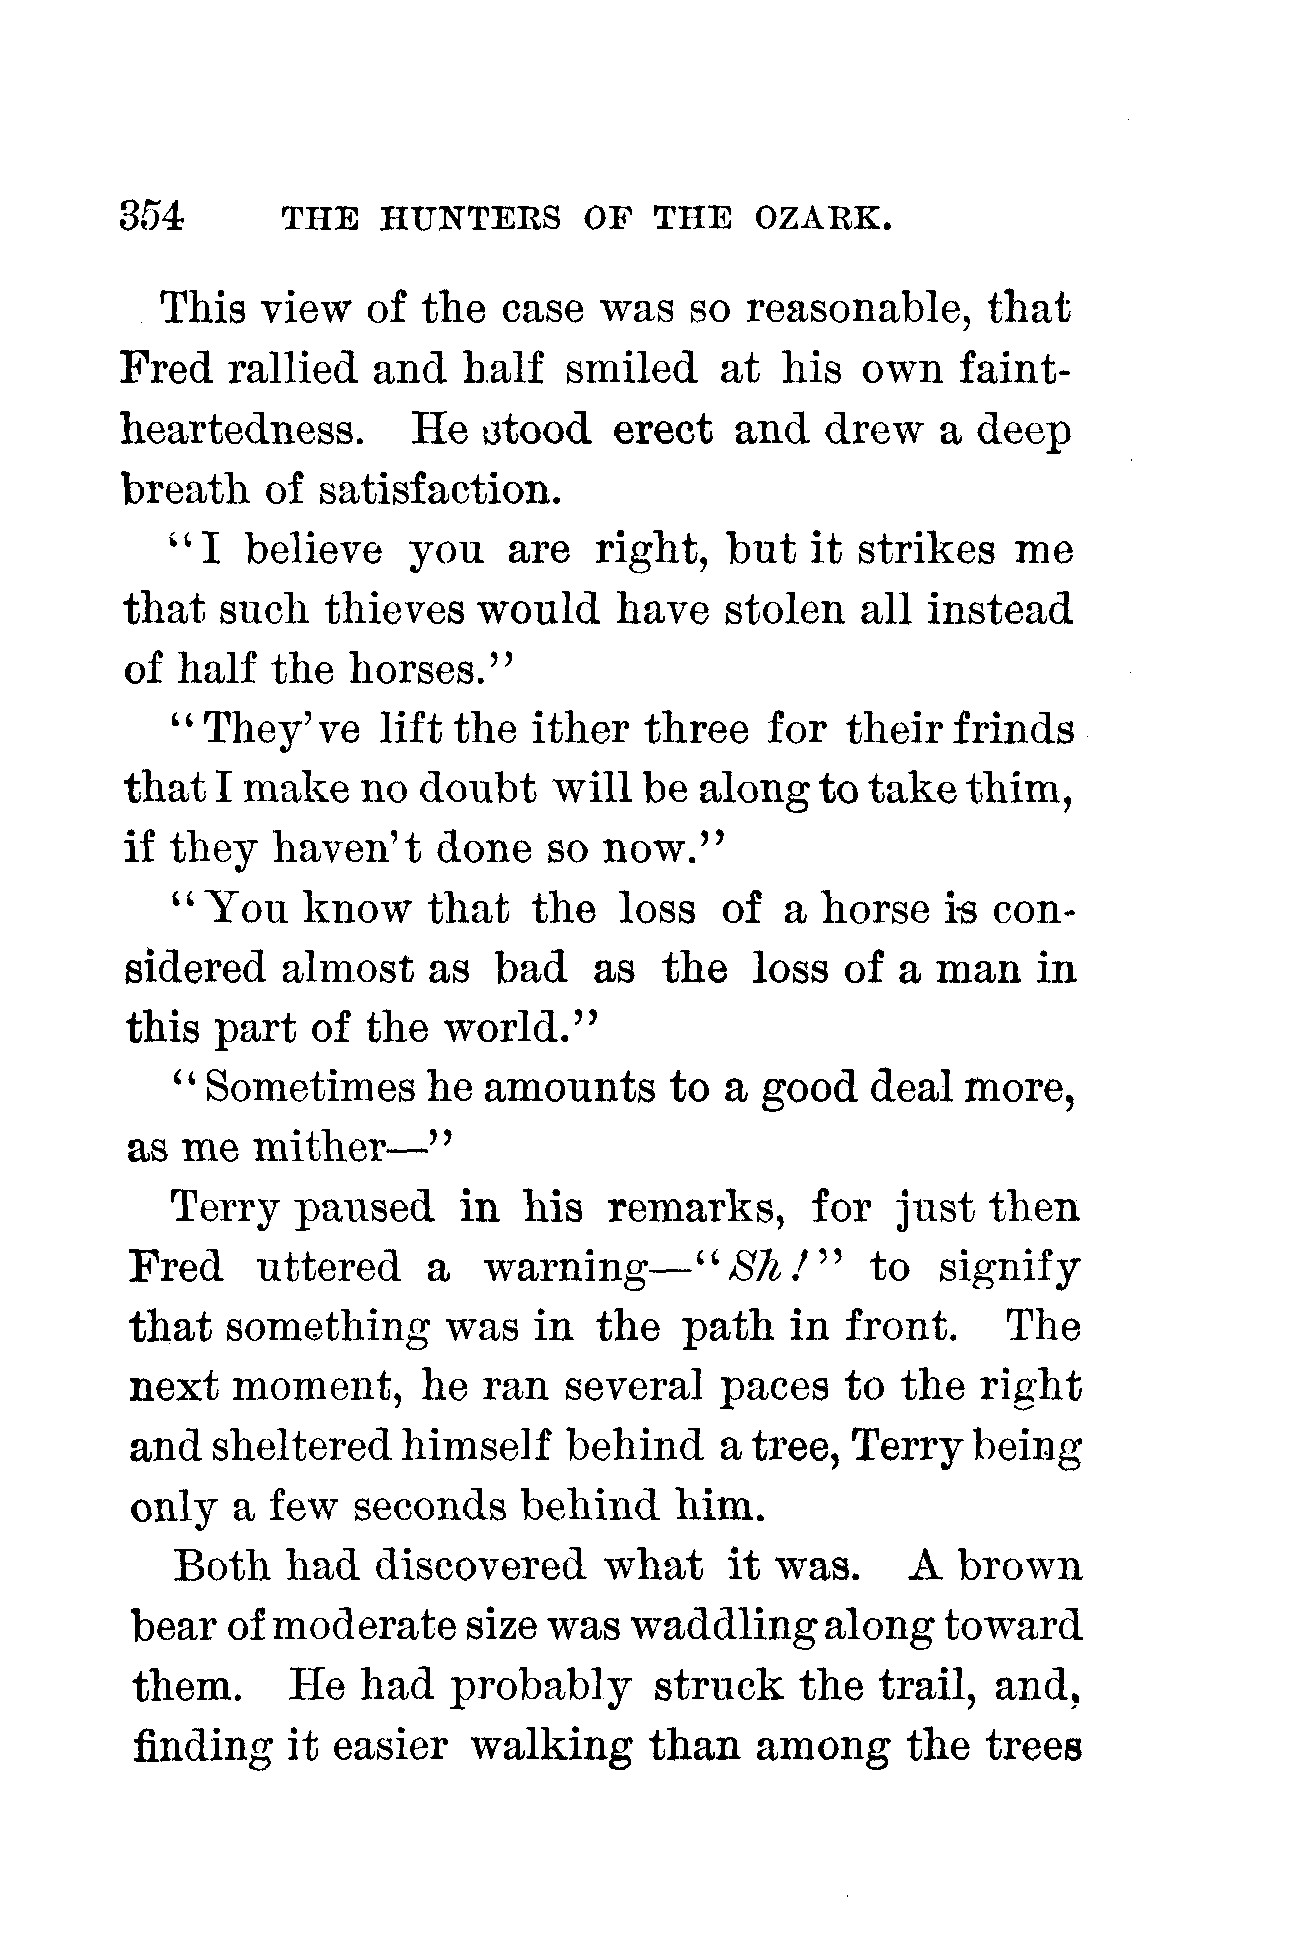 354 THE HUNTERS OF THE OZARK.
This view of the case was so reasonable, that
Fred rallied and half smiled at his own faint-
heartedness. He stood erect and drew a deep
breath of satisfaction.
"I believe you are right, but it strikes me
that such thieves would have stolen all instead
of half the horses."
"They've lift the ither three for their frinds
that I make no doubt will be along to take thim,
if they haven't done so now."
"You know that the loss of a horse is con-
sidered almost as bad as the loss of a man in
this part of the world."
"Sometimes he amounts to a good deal more,
as me mither—"
Terry paused in his remarks, for just then
Fred uttered a warning—"Sh!" to signify
that something was in the path in front. The
next moment, he ran several paces to the right
and sheltered himself behind a tree, Terry being
only a few seconds behind him.
Both had discovered what it was. A brown
bear of moderate size was waddling along toward
them. He had probably struck the trail, and,
finding it easier walking than among the trees